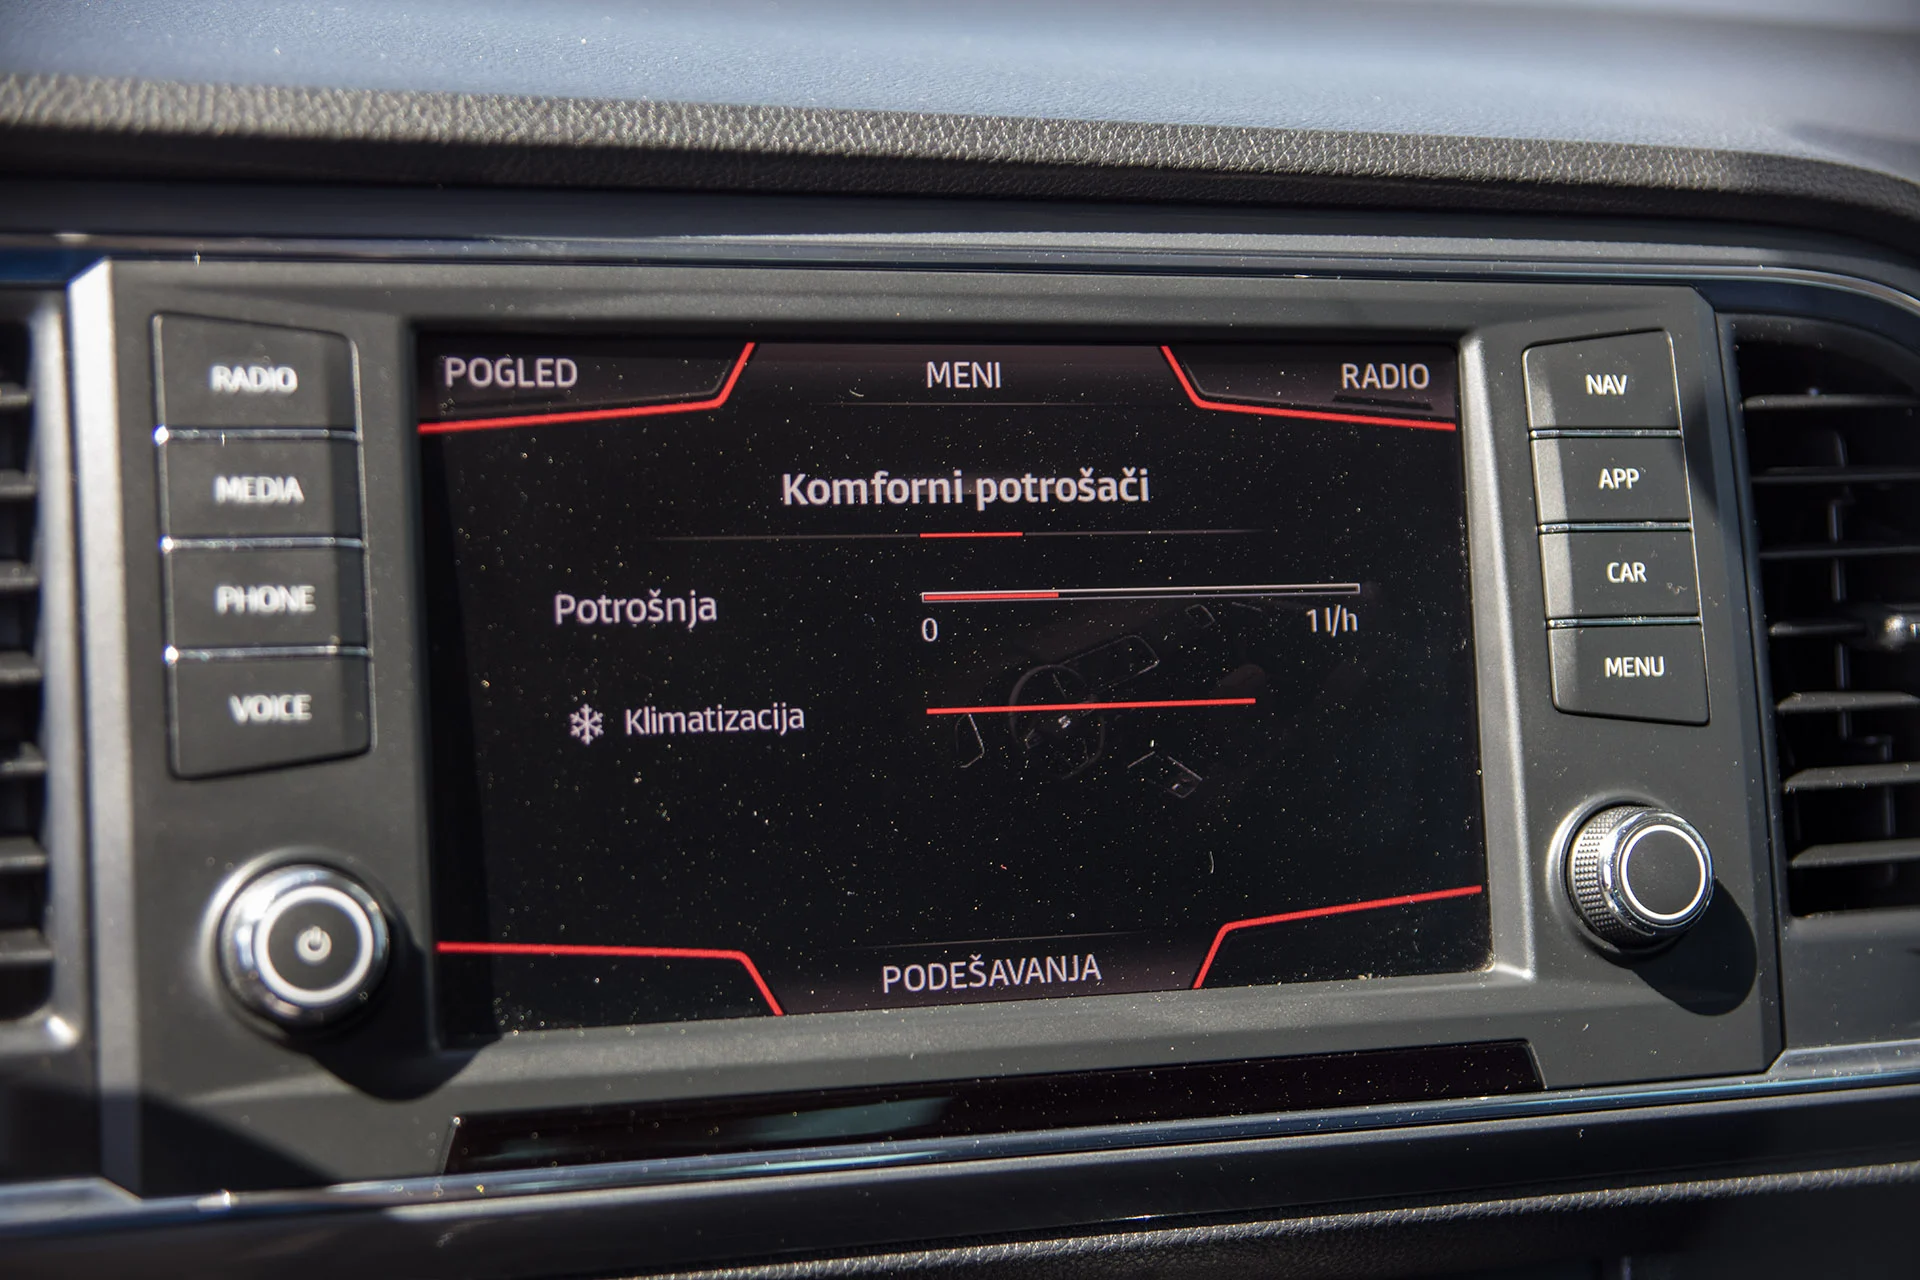 RADIO
MEDIA
PHONE
VOICE
POGLED
MENI
RADIO
Komforni potrošači
Potrošnja
0
1 l/h
Klimatizacija
PODEŠAVANJA
NAV
APP
CAR
MENU